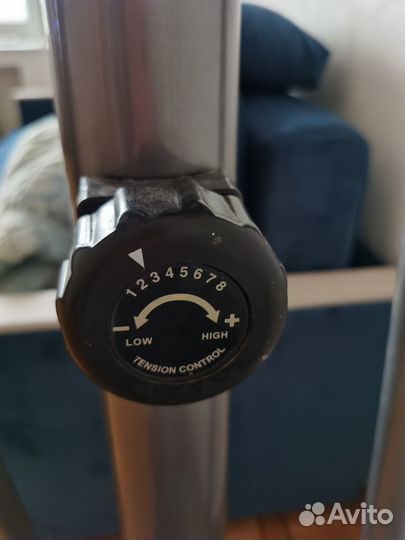 12345678
− +
LOW HIGH
TENSION CONTROL
Avito